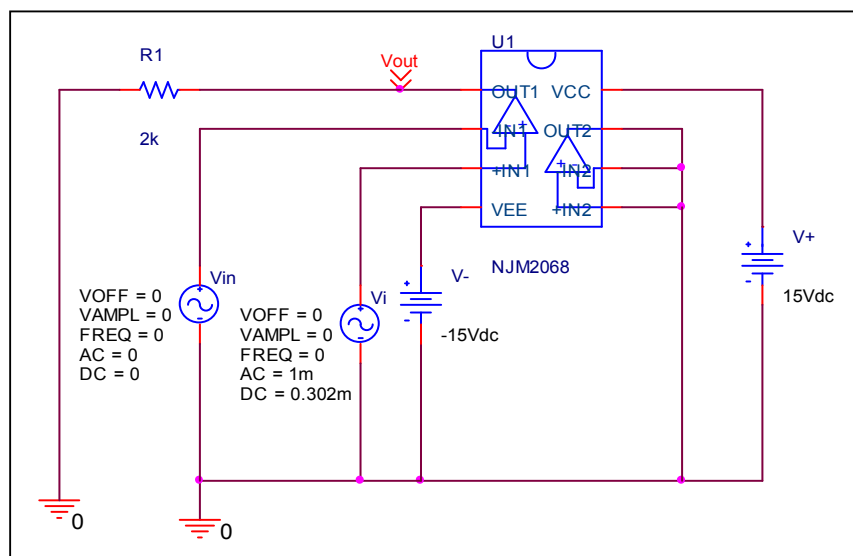 R1
2k
Vout
U1
OUT1
VCC
-IN1
OUT2
+IN1
-IN2
VEE
+IN2
NJM2068
Vin
VOFF = 0
VAMPL = 0
FREQ = 0
AC = 0
DC = 0
Vi
VOFF = 0
VAMPL = 0
FREQ = 0
AC = 1m
DC = 0.302m
V-
-15Vdc
V+
15Vdc
0
0